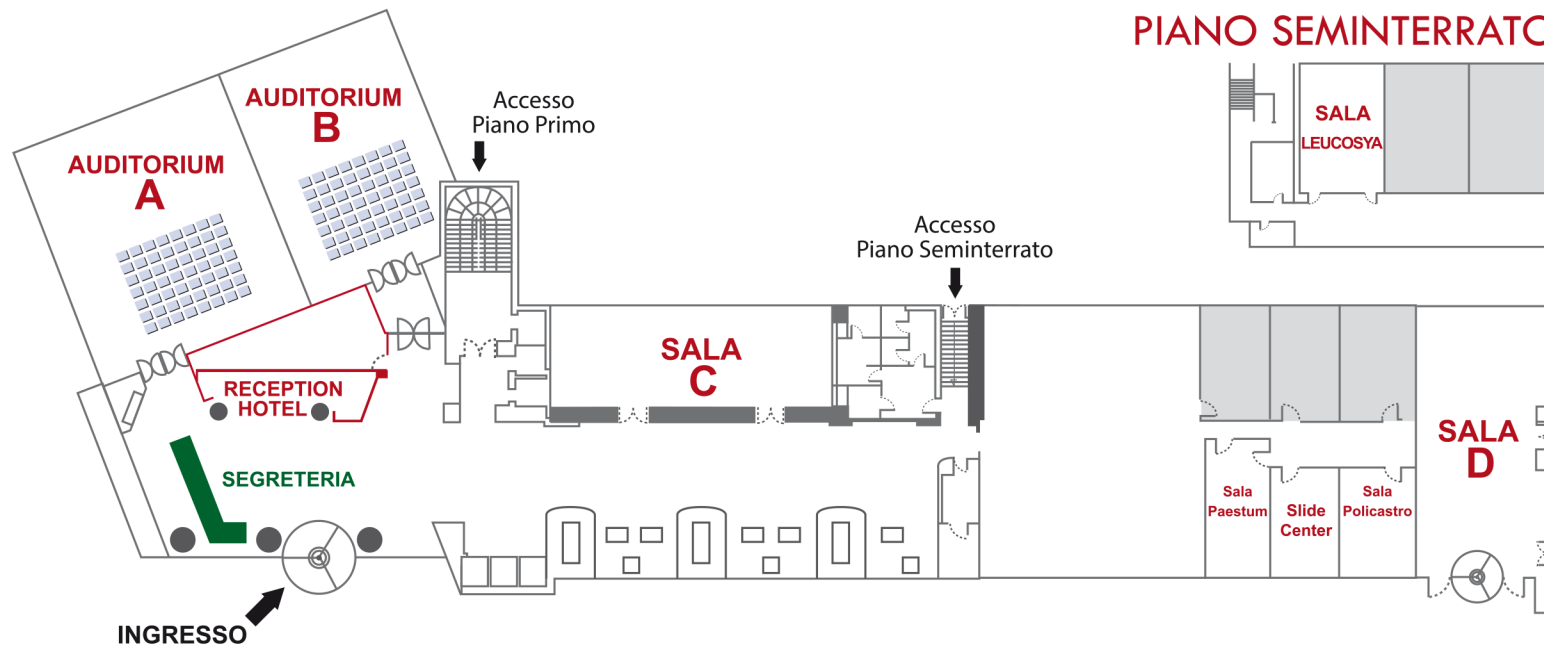 PIANO SEMINTERRATO
AUDITORIUM
B
Accesso
Piano Primo
SALA
LEUCOSYA
AUDITORIUM
A
Accesso
Piano Seminterrato
SALA
C
RECEPTION
HOTEL
SALA
D
SEGRETERIA
Sala
Paestum
Slide
Center
Sala
Policastro
INGRESSO